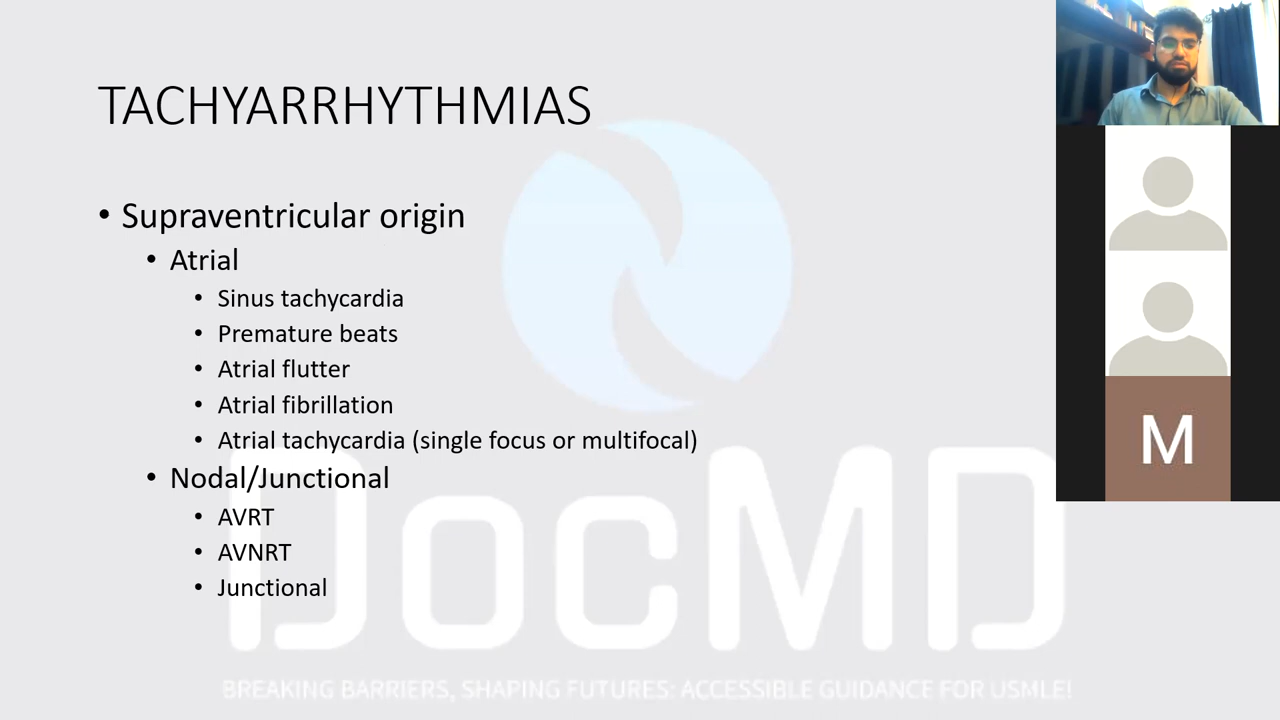 TACHYARRHYTHMIAS
• Supraventricular origin
• Atrial
• Sinus tachycardia
• Premature beats
• Atrial flutter
• Atrial fibrillation
• Atrial tachycardia (single focus or multifocal)
• Nodal/Junctional
• AVRT
• AVNRT
• Junctional
DOCMD
BREAKING BARRIERS, SHAPING FUTURES: ACCESSIBLE GUIDANCE FOR USMLE!
M